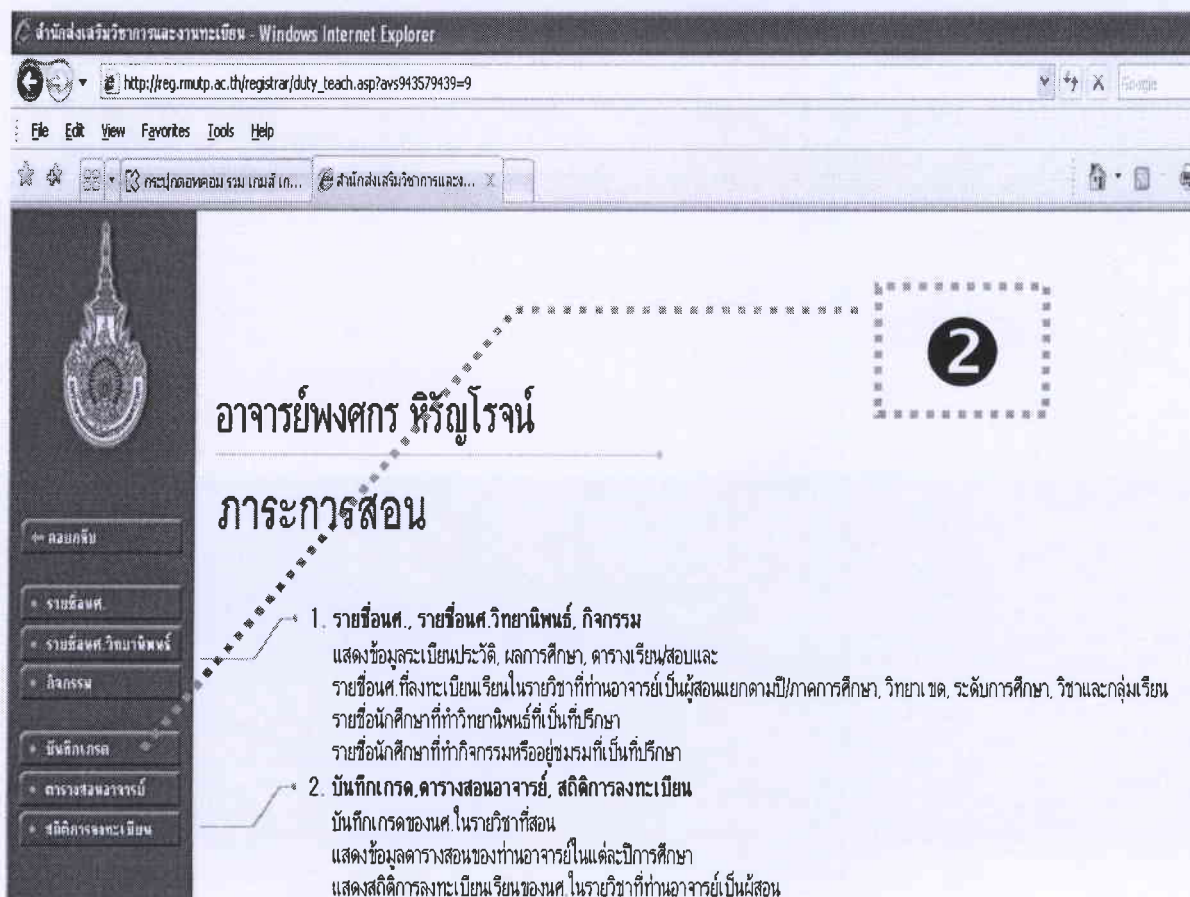 สำนักส่งเสริมวิชาการและงานทะเบียน - Windows Internet Explorer
http://reg.rmutp.ac.th/registrar/duty_teach.asp?avs943579439=9
Google
File Edit View Favorites Tools Help
กระปุกดอทคอม รวม เกมส์ เก... สำนักส่งเสริมวิชาการและง... X
2
อาจารย์พงศกร หิรัญโรจน์
ภาระการสอน
ถอยกลับ
รายชื่อนศ.
รายชื่อนศ.วิทยานิพนธ์
กิจกรรม
บันทึกเกรด
ตารางสอนอาจารย์
สถิติการลงทะเบียน
1. รายชื่อนศ., รายชื่อนศ.วิทยานิพนธ์, กิจกรรม
แสดงข้อมูลระเบียนประวัติ, ผลการศึกษา, ตารางเรียน/สอบและ
รายชื่อนศ.ที่ลงทะเบียนเรียนในรายวิชาที่ท่านอาจารย์เป็นผู้สอนแยกตามปี/ภาคการศึกษา, วิทยาเขต, ระดับการศึกษา, วิชาและกลุ่มเรียน
รายชื่อนักศึกษาที่ทำวิทยานิพนธ์ที่เป็นที่ปรึกษา
รายชื่อนักศึกษาที่ทำกิจกรรมหรืออยู่ชมรมที่เป็นที่ปรึกษา
2. บันทึกเกรด,ตารางสอนอาจารย์, สถิติการลงทะเบียน
บันทึกเกรดของนศ.ในรายวิชาที่สอน
แสดงข้อมูลตารางสอนของท่านอาจารย์ในแต่ละปีการศึกษา
แสดงสถิติการลงทะเบียนเรียนของนศ.ในรายวิชาที่ท่านอาจารย์เป็นผู้สอน